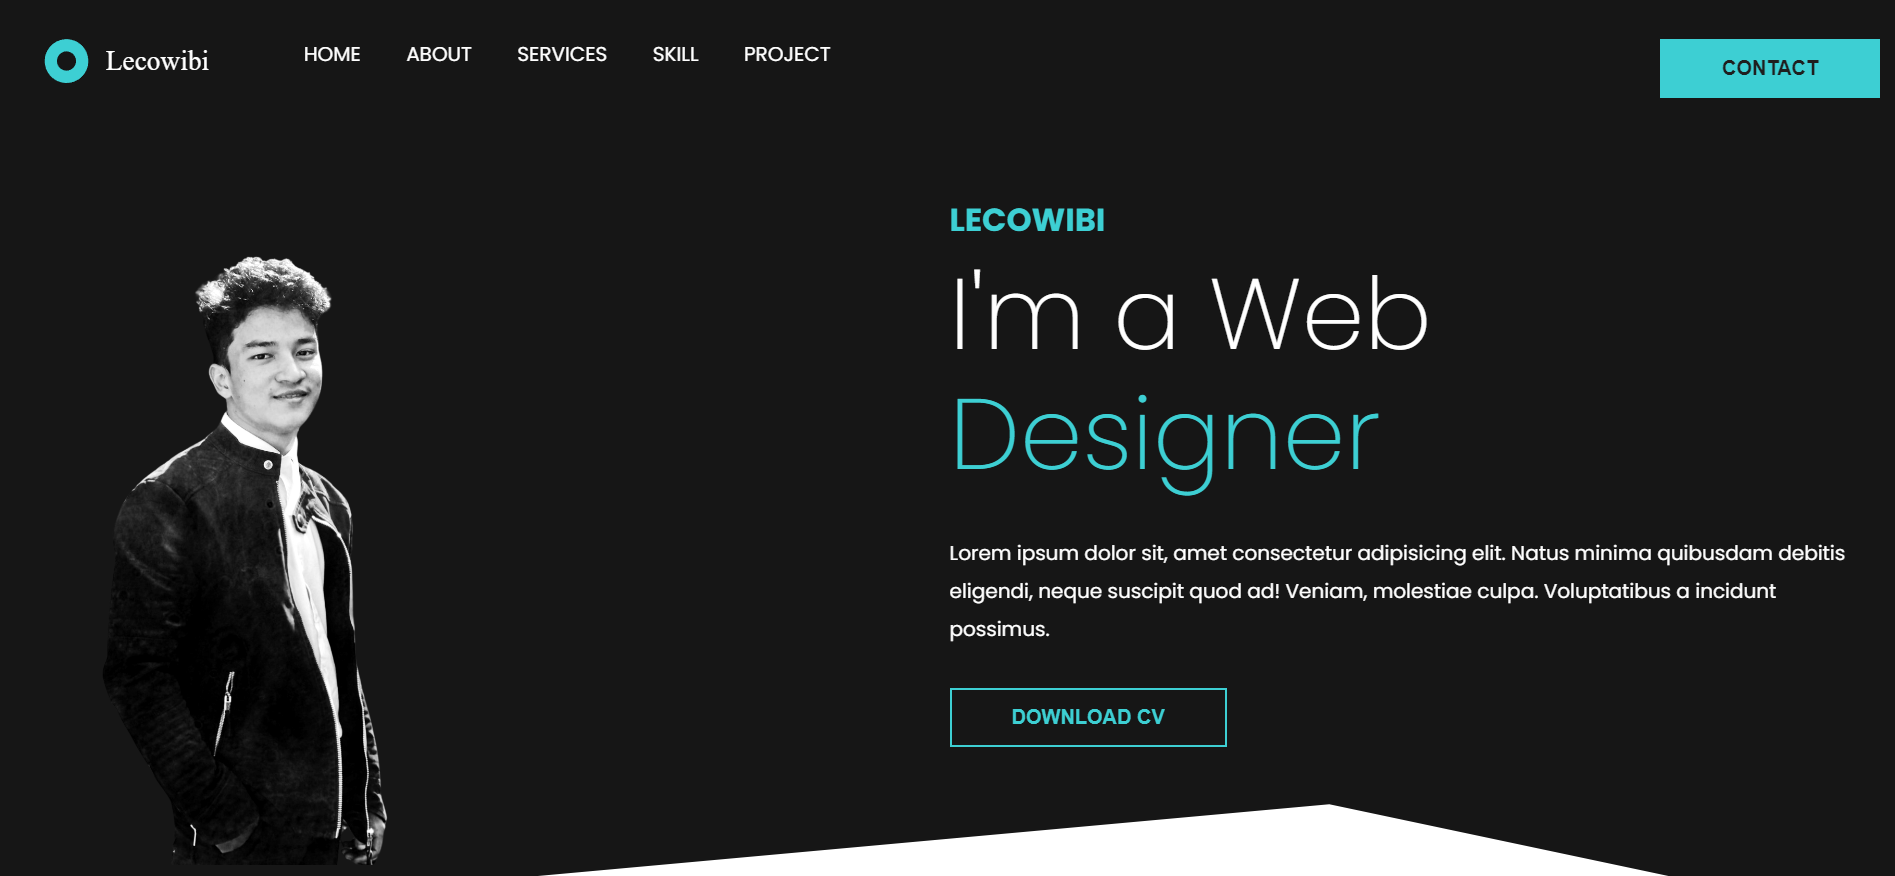 Lecowibi
HOME ABOUT SERVICES SKILL PROJECT
CONTACT
LECOWIBI
I'm a Web
Designer
Lorem ipsum dolor sit, amet consectetur adipisicing elit. Natus minima quibusdam debitis
eligendi, neque suscipit quod ad! Veniam, molestiae culpa. Voluptatibus a incidunt
possimus.
DOWNLOAD CV